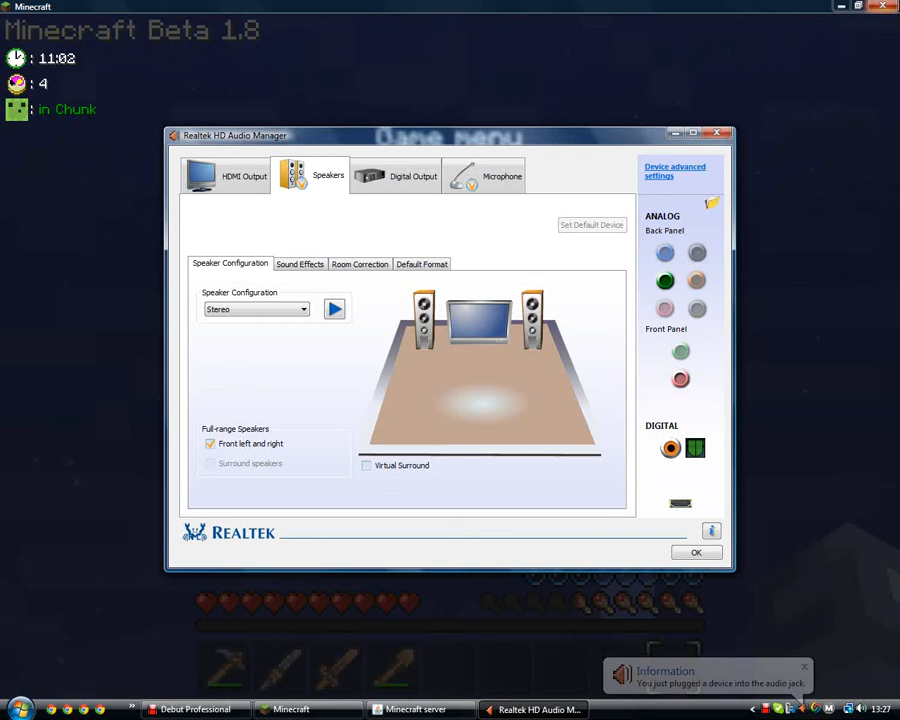 Minecraft
Minecraft Beta 1.8
: 11:02
: 4
: in Chunk
Game Menu
Realtek HD Audio Manager
HDMI Output
Speakers
Digital Output
Microphone
Device advanced
settings
Set Default Device
ANALOG
Back Panel
Speaker Configuration
Sound Effects
Room Correction
Default Format
Speaker Configuration
Stereo
Front Panel
Full-range Speakers
Front left and right
Surround speakers
Virtual Surround
DIGITAL
REALTEK
i
OK
Information
You just plugged a device into the audio jack.
Debut Professional
Minecraft
Minecraft server
Realtek HD Audio M...
13:27